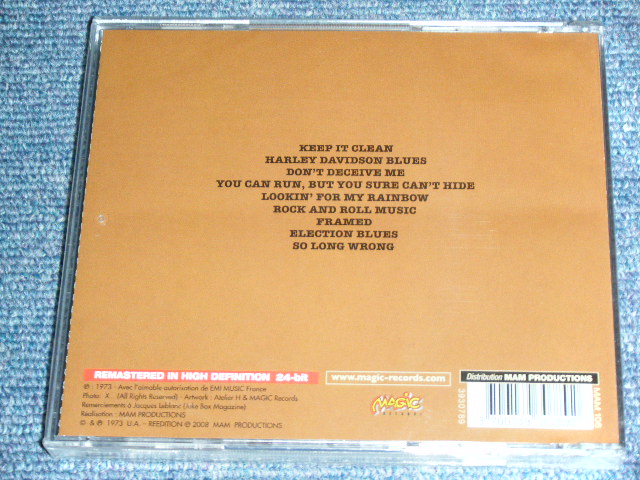 KEEP IT CLEAN
HARLEY DAVIDSON BLUES
DON'T DECEIVE ME
YOU CAN RUN, BUT YOU SURE CAN'T HIDE
LOOKIN' FOR MY RAINBOW
ROCK AND ROLL MUSIC
FRAMED
ELECTION BLUES
SO LONG WRONG
REMASTERED IN HIGH DEFINITION 24-bit
www.magic-records.com
Distribution MAM PRODUCTIONS
℗ : 1973 - Avec l'aimable autorisation de EMI MUSIC France
Photo : X... (All Rights Reserved) - Artwork : Atelier H & MAGIC Records
Remerciements à Jacques Leblanc (Juke Box Magazine)
Réalisation : MAM PRODUCTIONS
© & ℗ 1973 U.A. - REEDITION ℗ 2008 MAM PRODUCTIONS.
MAGIC
RECORDS
3930789